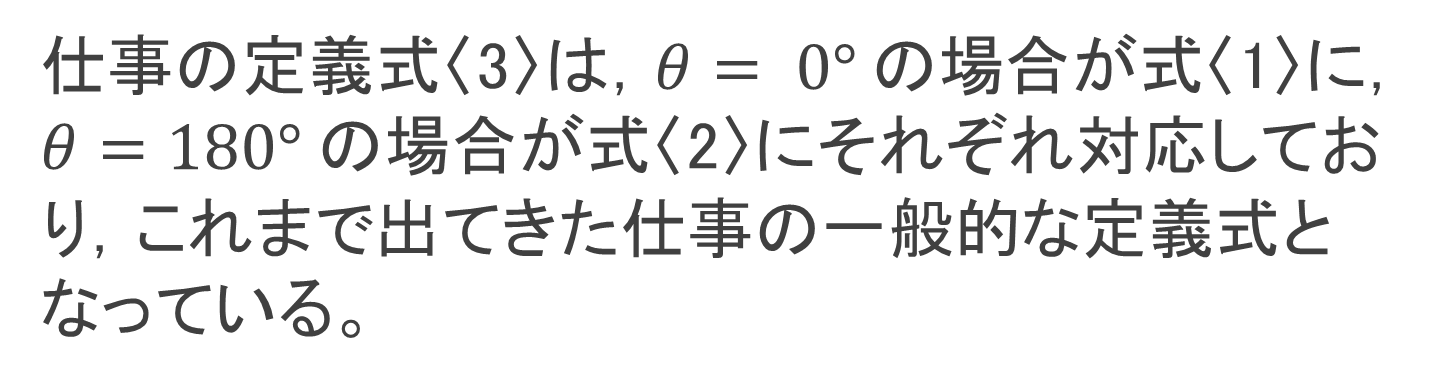 仕事の定義式〈3〉は, θ = 0° の場合が式〈1〉に,
θ = 180° の場合が式〈2〉にそれぞれ対応してお
り, これまで出てきた仕事の一般的な定義式と
なっている。